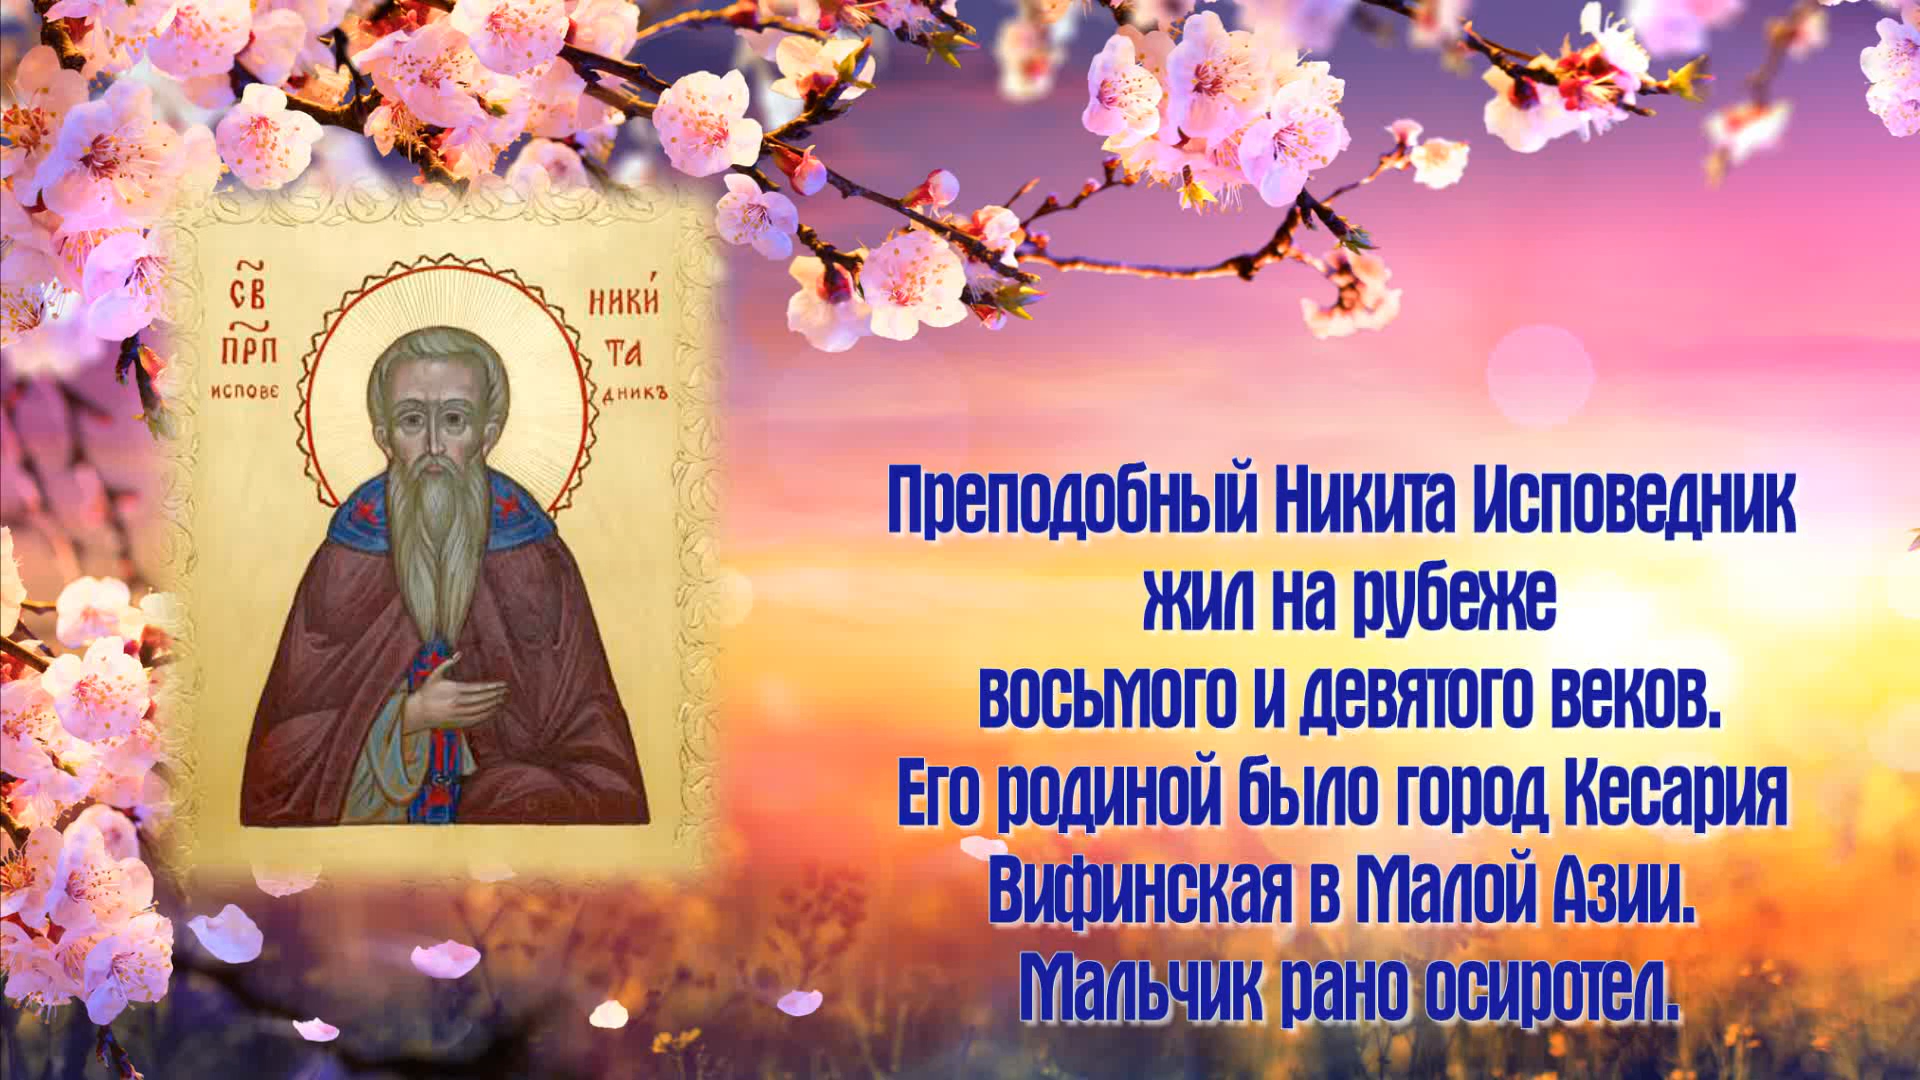 св
прп
исповє
ники́
та
дникъ
Преподобный Никита Исповедник
жил на рубеже
восьмого и девятого веков.
Его родиной было город Кесария
Вифинская в Малой Азии.
Мальчик рано осиротел.